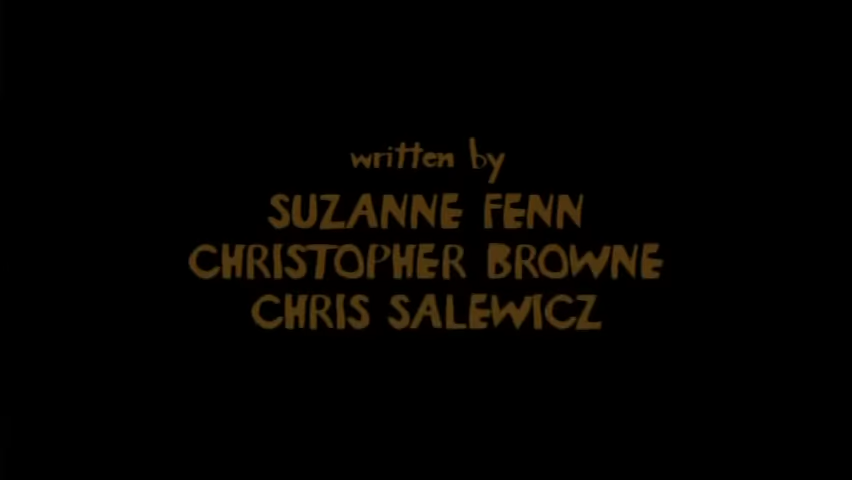 written by
SUZANNE FENN
CHRISTOPHER BROWNE
CHRIS SALEWICZ